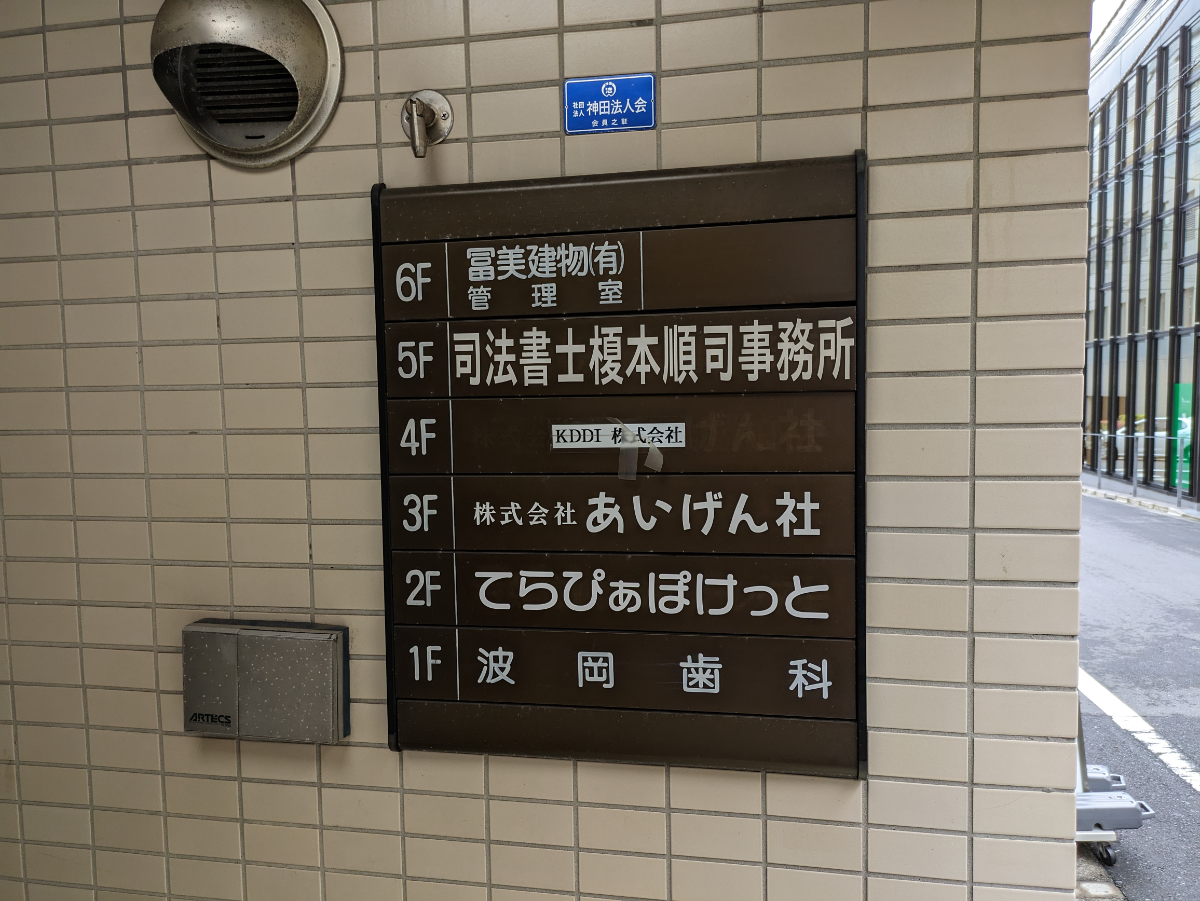 社団法人 神田法人会
会員之証
6F 冨美建物(有)
管理室
5F 司法書士榎本順司事務所
4F KDDI 株式会社
げん社
3F 株式会社 あいげん社
2F てらぴぁぽけっと
1F 波岡歯科
ARTECS